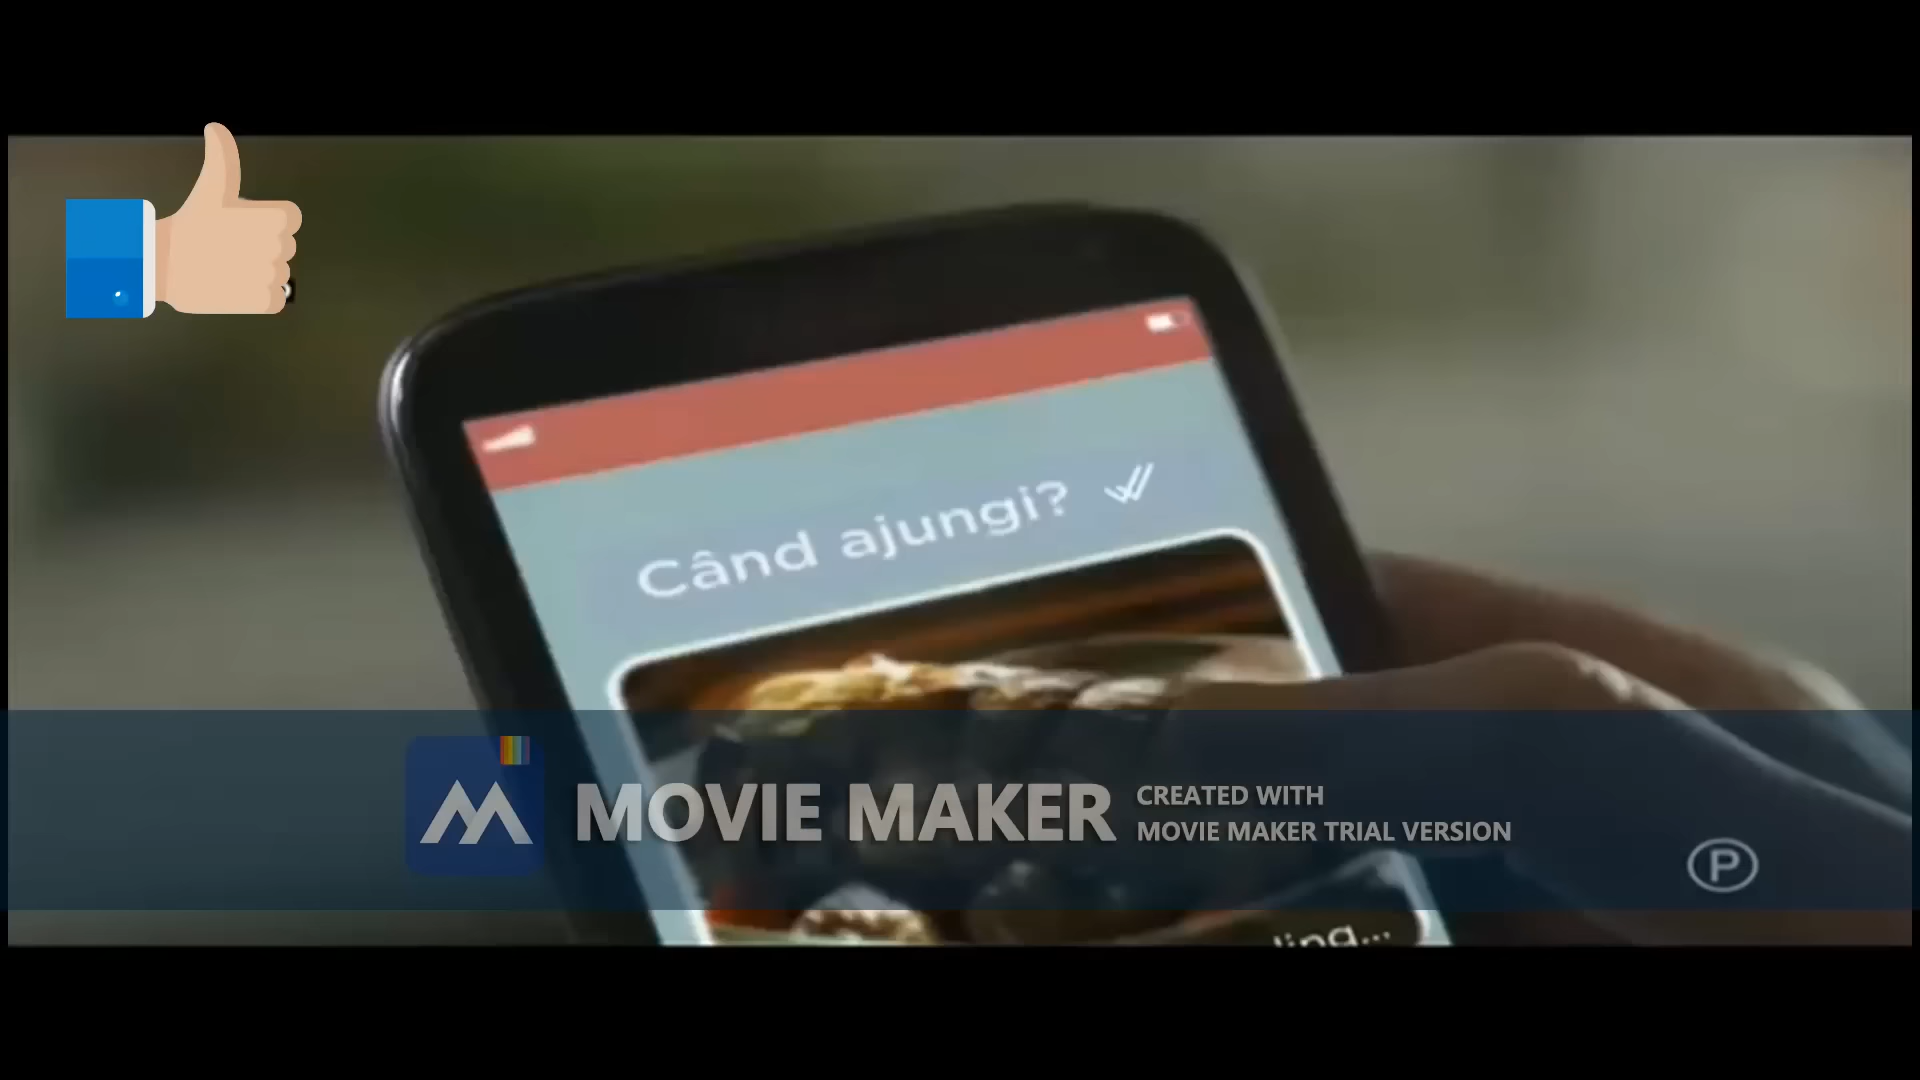 Când ajungi?
MOVIE MAKER
CREATED WITH
MOVIE MAKER TRIAL VERSION
P